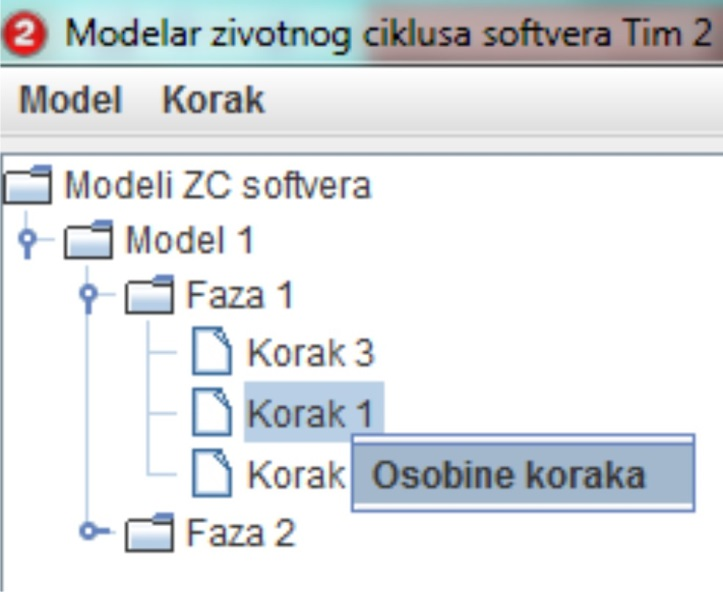 2 Modelar zivotnog ciklusa softvera Tim 2
Model Korak
Modeli ZC softvera
Model 1
Faza 1
Korak 3
Korak 1
Korak
Osobine koraka
Faza 2